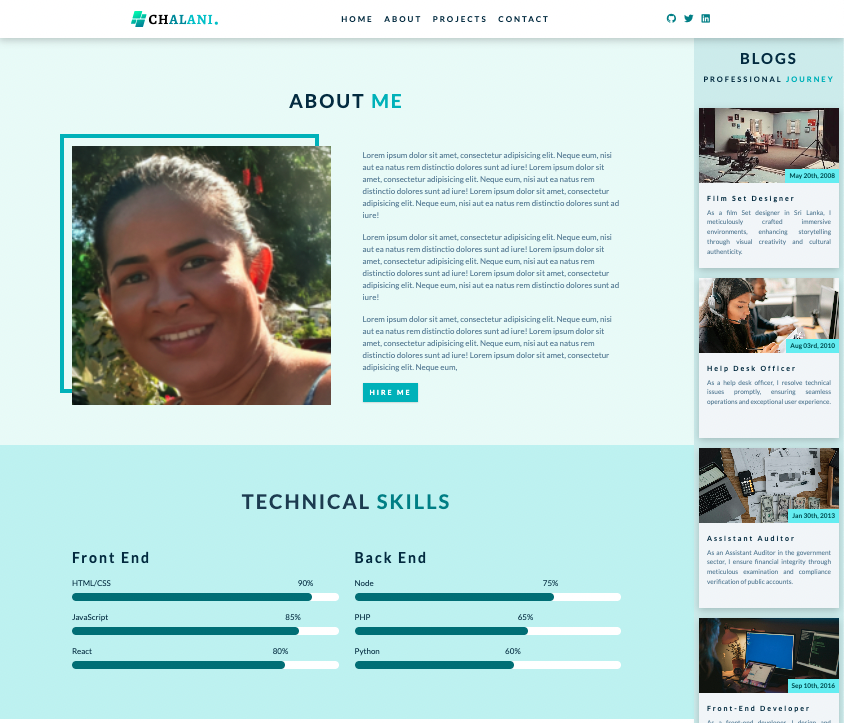 CHALANI.
HOME ABOUT PROJECTS CONTACT
ABOUT ME
Lorem ipsum dolor sit amet, consectetur adipisicing elit. Neque eum, nisi
aut ea natus rem distinctio dolores sunt ad iure! Lorem ipsum dolor sit
amet, consectetur adipisicing elit. Neque eum, nisi aut ea natus rem
distinctio dolores sunt ad iure! Lorem ipsum dolor sit amet, consectetur
adipisicing elit. Neque eum, nisi aut ea natus rem distinctio dolores sunt ad
iure!
Lorem ipsum dolor sit amet, consectetur adipisicing elit. Neque eum, nisi
aut ea natus rem distinctio dolores sunt ad iure! Lorem ipsum dolor sit
amet, consectetur adipisicing elit. Neque eum, nisi aut ea natus rem
distinctio dolores sunt ad iure! Lorem ipsum dolor sit amet, consectetur
adipisicing elit. Neque eum, nisi aut ea natus rem distinctio dolores sunt ad
iure!
Lorem ipsum dolor sit amet, consectetur adipisicing elit. Neque eum, nisi
aut ea natus rem distinctio dolores sunt ad iure! Lorem ipsum dolor sit
amet, consectetur adipisicing elit. Neque eum, nisi aut ea natus rem
distinctio dolores sunt ad iure! Lorem ipsum dolor sit amet, consectetur
adipisicing elit. Neque eum,
HIRE ME
TECHNICAL SKILLS
Front End
HTML/CSS 90%
JavaScript 85%
React 80%
Back End
Node 75%
PHP 65%
Python 60%
BLOGS
PROFESSIONAL JOURNEY
May 20th, 2008
Film Set Designer
As a film Set designer in Sri Lanka, I
meticulously crafted immersive
environments, enhancing storytelling
through visual creativity and cultural
authenticity.
Aug 03rd, 2010
Help Desk Officer
As a help desk officer, I resolve technical
issues promptly, ensuring seamless
operations and exceptional user experience.
Jan 30th, 2013
Assistant Auditor
As an Assistant Auditor in the government
sector, I ensure financial integrity through
meticulous examination and compliance
verification of public accounts.
Sep 10th, 2016
Front-End Developer